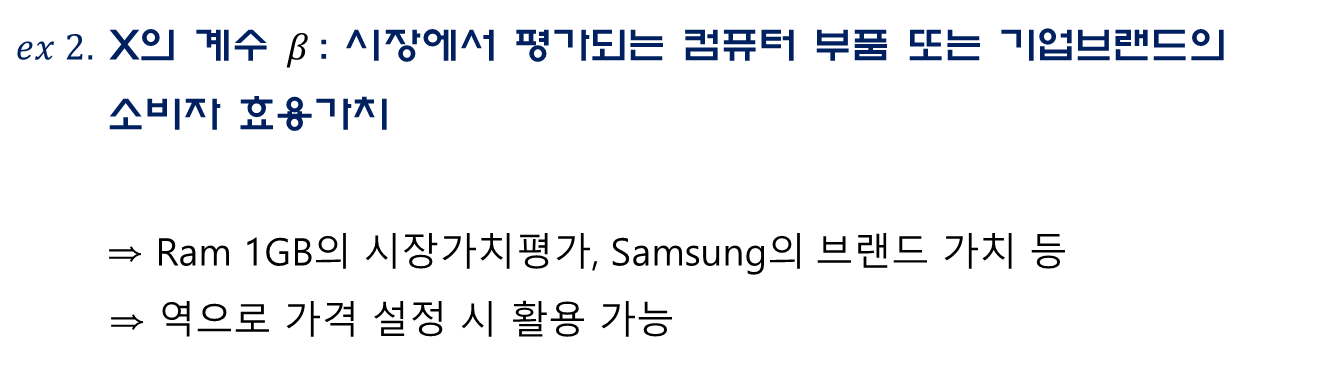 ex 2. X의 계수 β : 시장에서 평가되는 컴퓨터 부품 또는 기업브랜드의
소비자 효용가치
⇒ Ram 1GB의 시장가치평가, Samsung의 브랜드 가치 등
⇒ 역으로 가격 설정 시 활용 가능